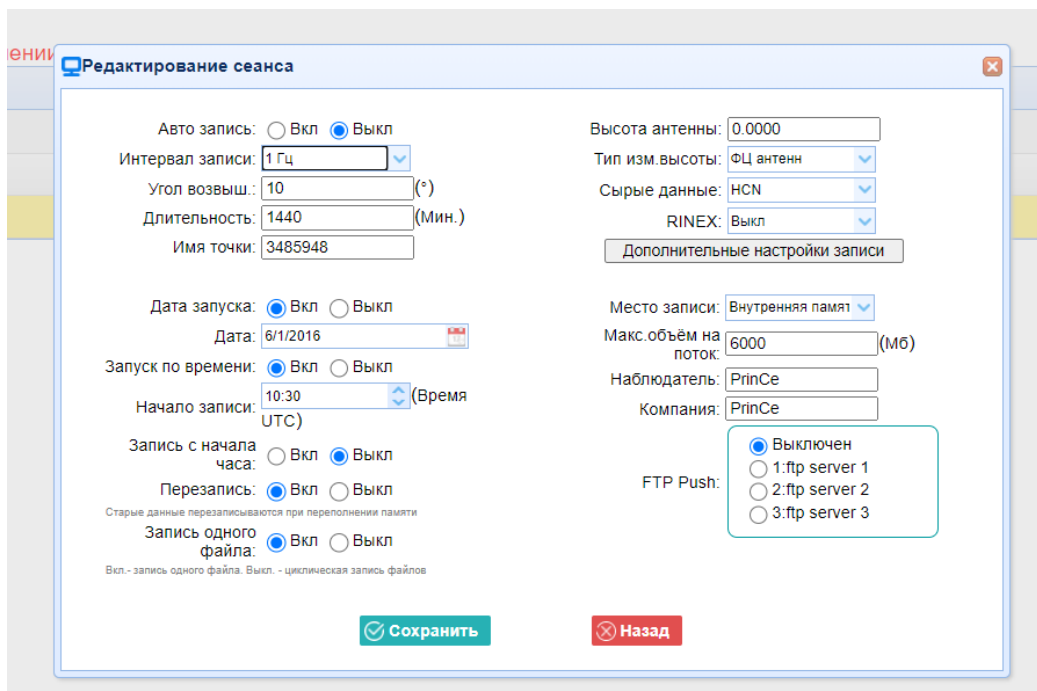 ении
Редактирование сеанса
Авто запись: Вкл Выкл
Интервал записи: 1 Гц
Угол возвыш.: 10 (°)
Длительность: 1440 (Мин.)
Имя точки: 3485948
Высота антенны: 0.0000
Тип изм.высоты: ФЦ антенн
Сырые данные: HCN
RINEX: Выкл
Дополнительные настройки записи
Дата запуска: Вкл Выкл
Дата: 6/1/2016
Запуск по времени: Вкл Выкл
Начало записи: 10:30 (Время
UTC)
Запись с начала
часа: Вкл Выкл
Перезапись: Вкл Выкл
Старые данные перезаписываются при переполнении памяти
Запись одного
файла: Вкл Выкл
Вкл.- запись одного файла. Выкл. - циклическая запись файлов
Место записи: Внутренняя памят
Макс.объём на
поток: 6000 (Мб)
Наблюдатель: PrinCe
Компания: PrinCe
FTP Push:
Выключен
1:ftp server 1
2:ftp server 2
3:ftp server 3
Сохранить
Назад